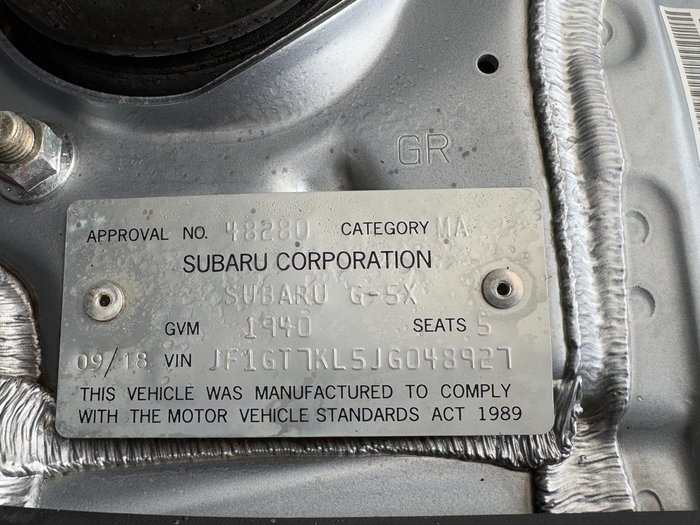 GR
APPROVAL NO. 48280 CATEGORY MA
SUBARU CORPORATION
SUBARU G-5X
GVM 1940 SEATS 5
09/18 VIN JF1GT7KL5JG048927
THIS VEHICLE WAS MANUFACTURED TO COMPLY
WITH THE MOTOR VEHICLE STANDARDS ACT 1989